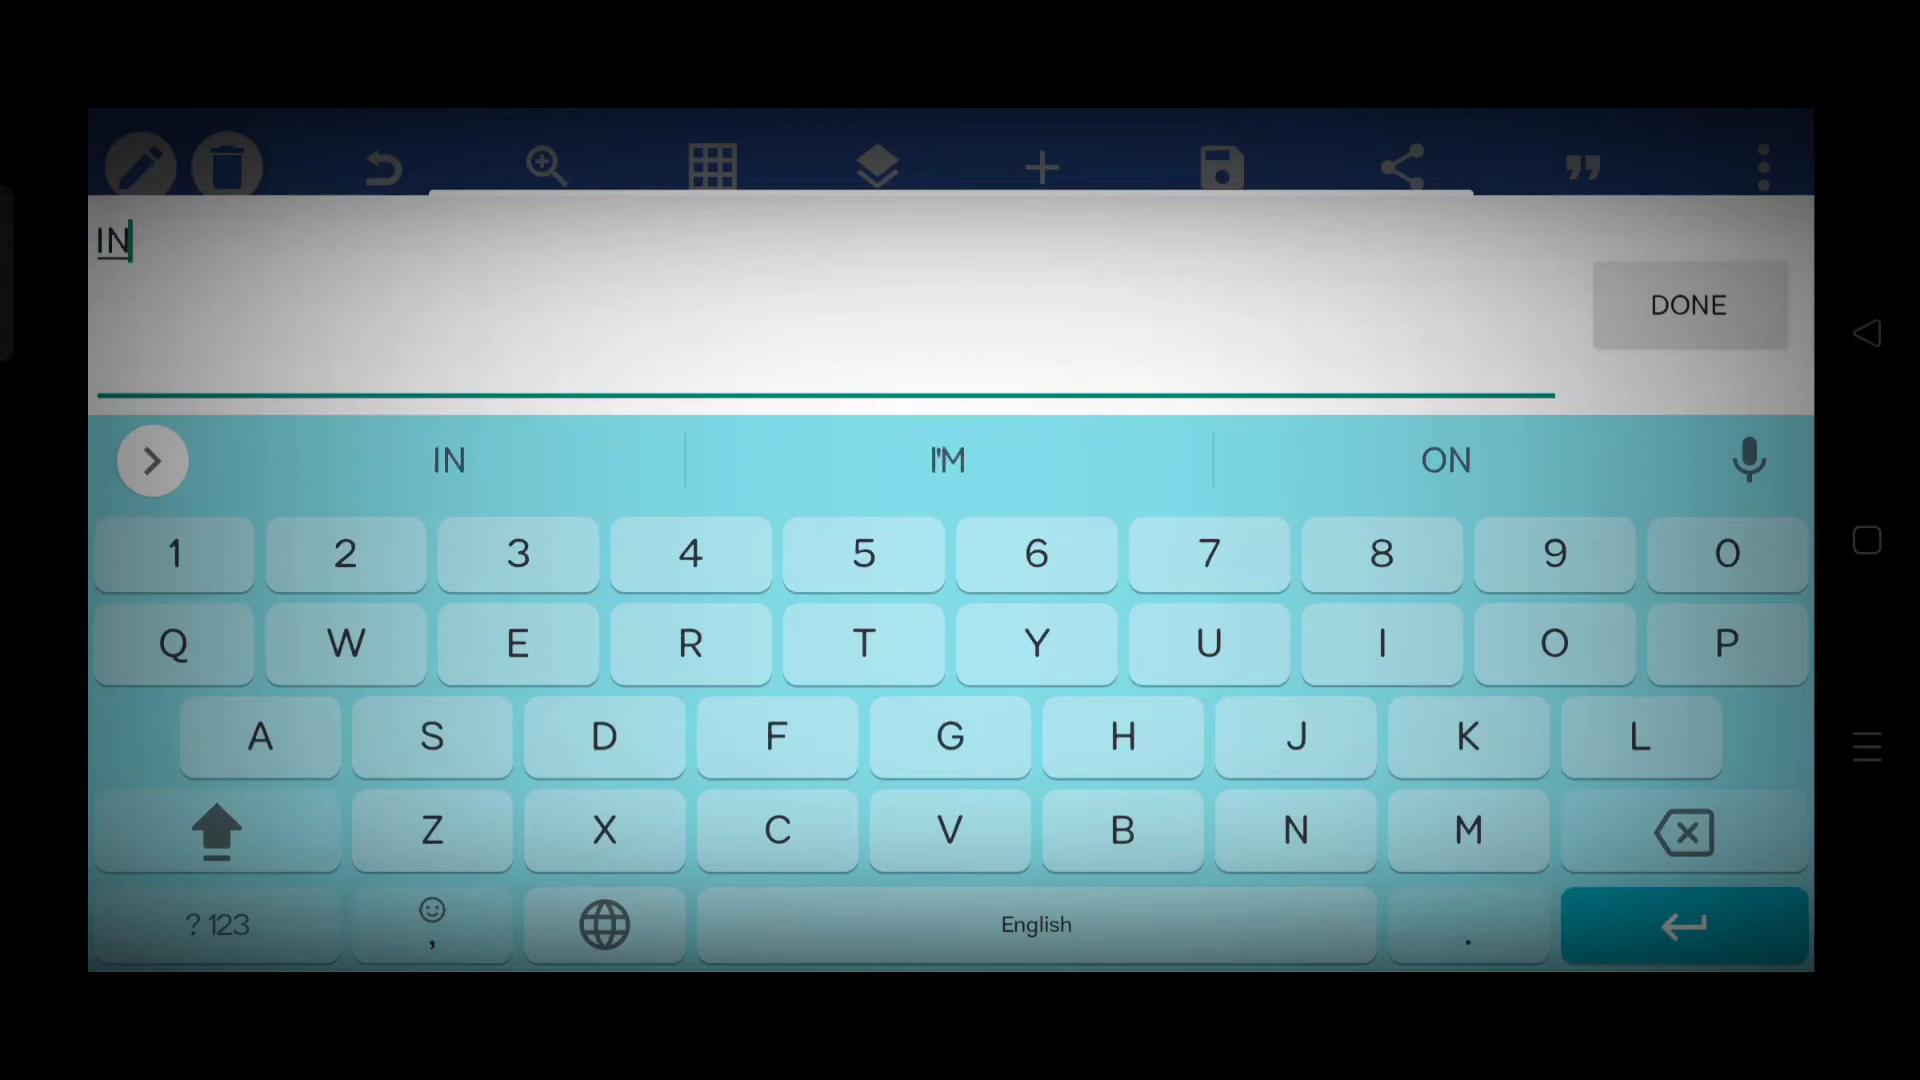 IN
DONE
IN I'M ON
1 2 3 4 5 6 7 8 9 0
Q W E R T Y U I O P
A S D F G H J K L
Z X C V B N M
?123 , English .